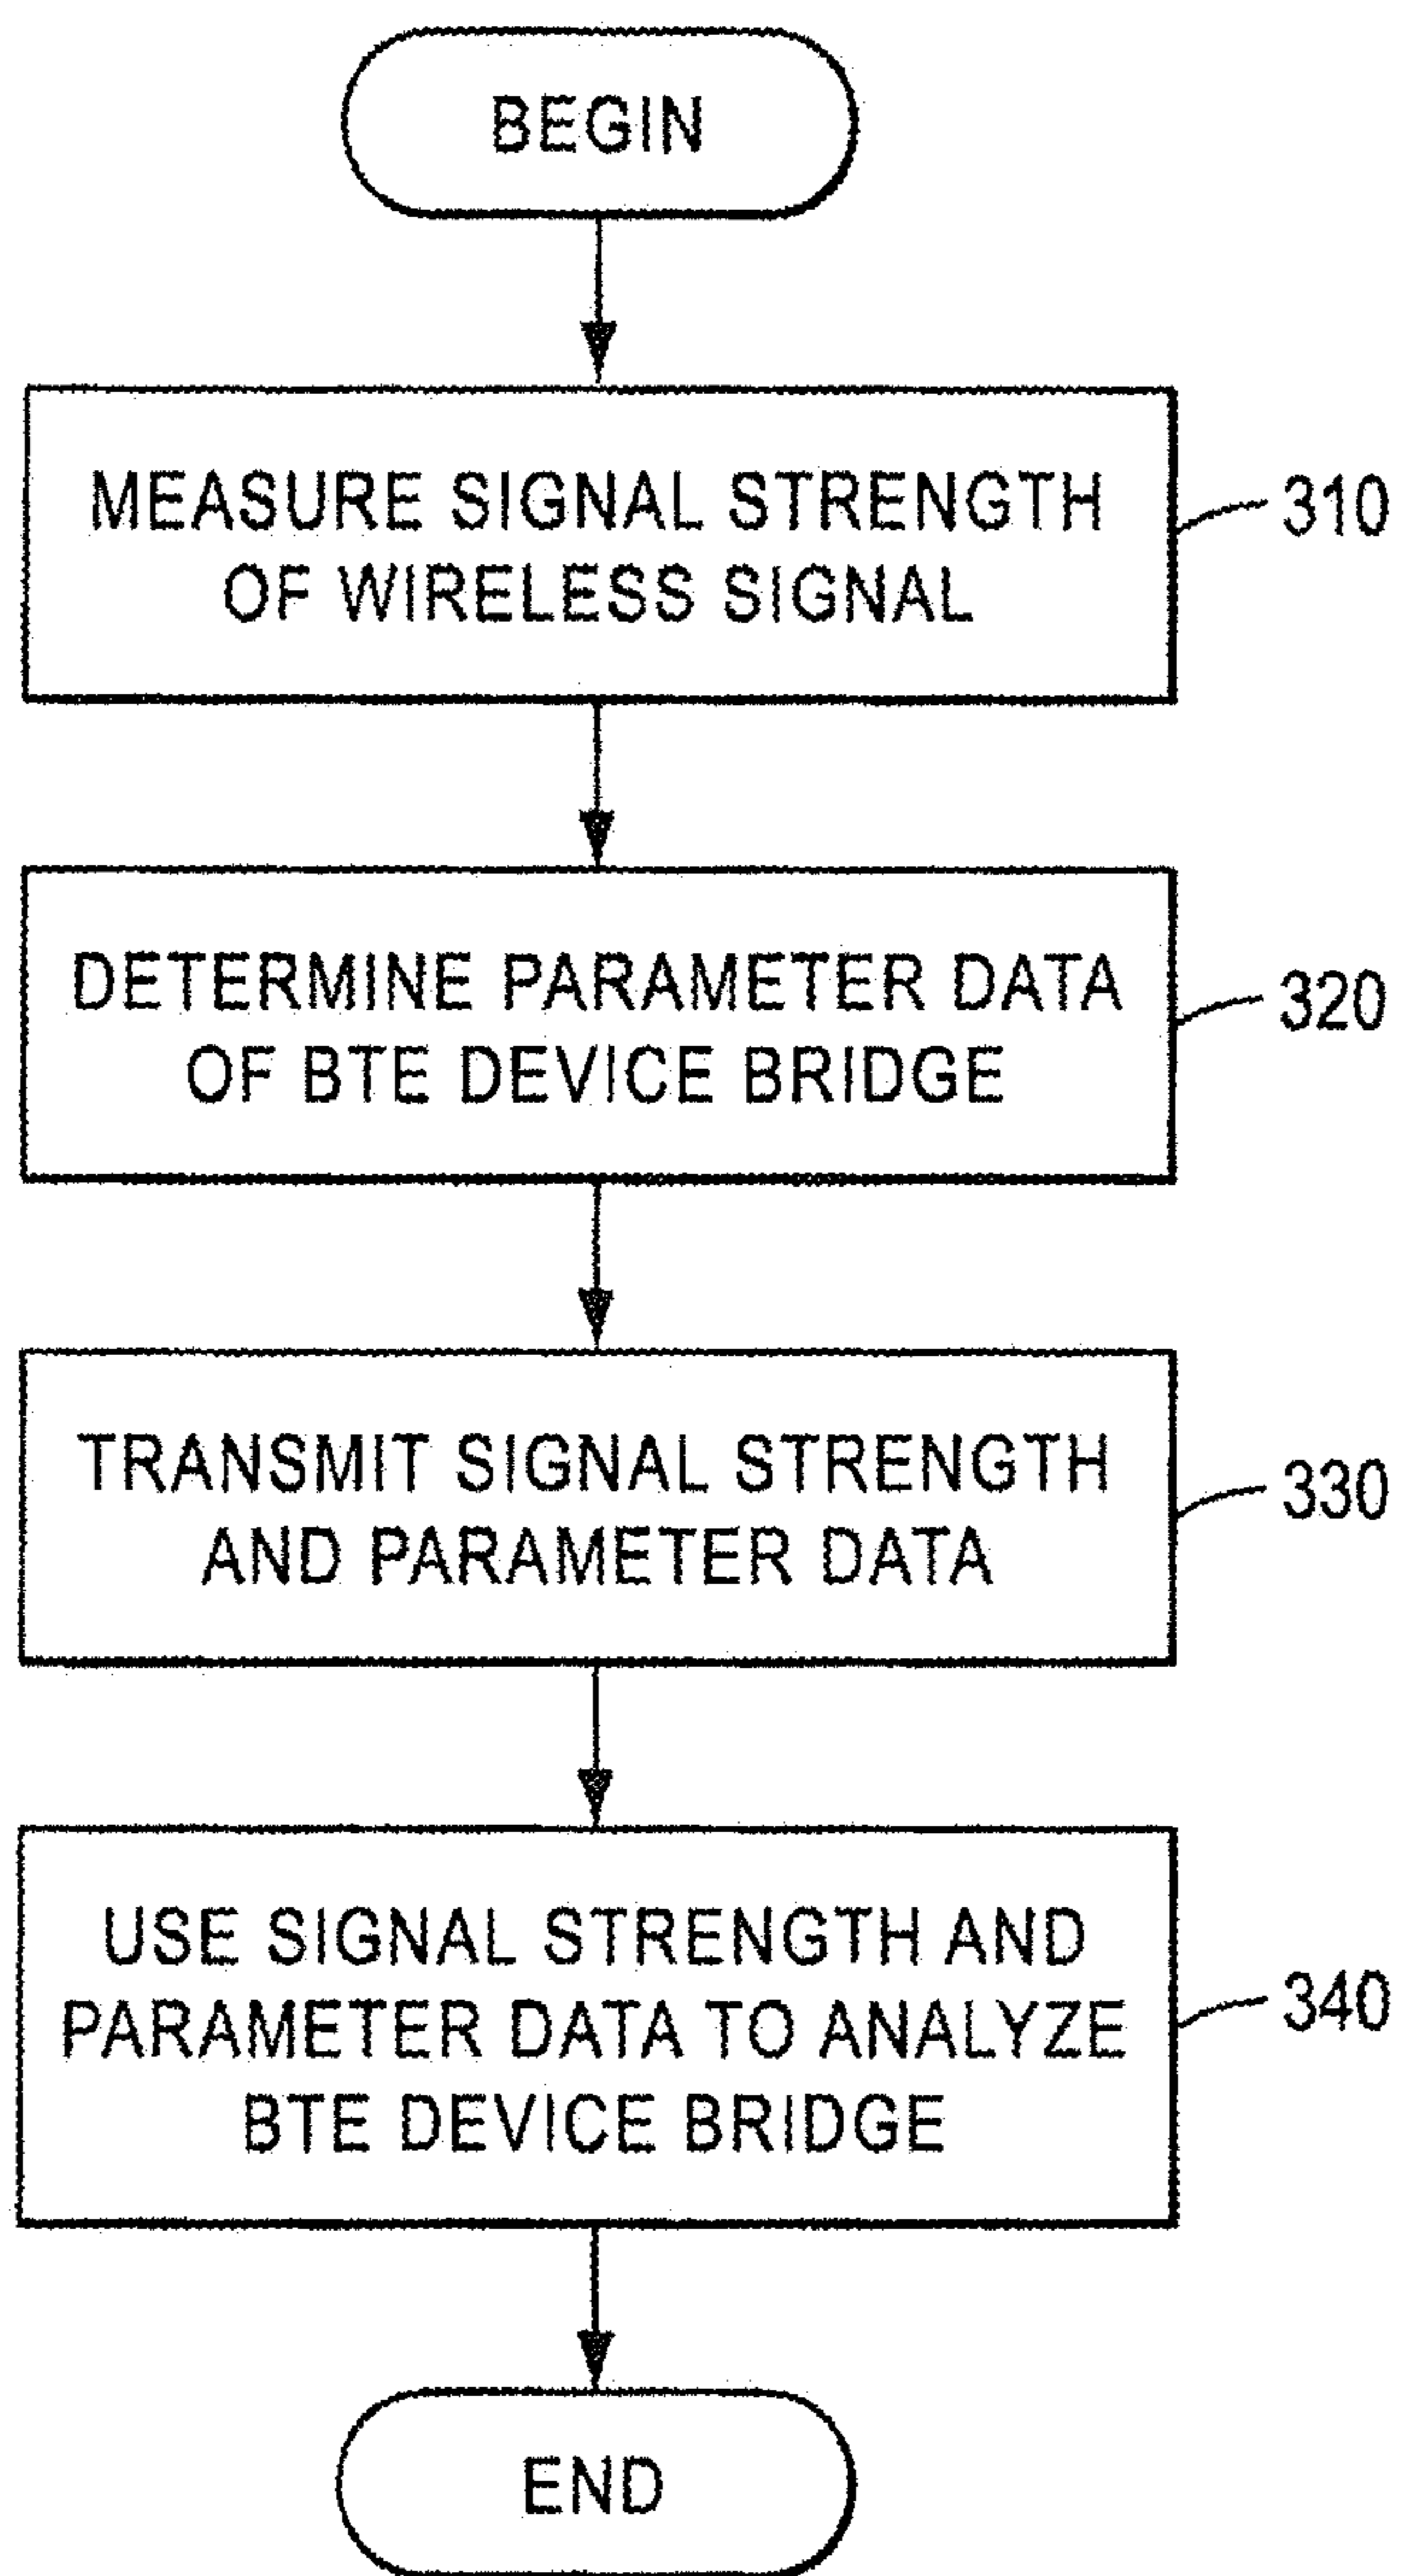 BEGIN
MEASURE SIGNAL STRENGTH
OF WIRELESS SIGNAL
310
DETERMINE PARAMETER DATA
OF BTE DEVICE BRIDGE
320
TRANSMIT SIGNAL STRENGTH
AND PARAMETER DATA
330
USE SIGNAL STRENGTH AND
PARAMETER DATA TO ANALYZE
BTE DEVICE BRIDGE
340
END